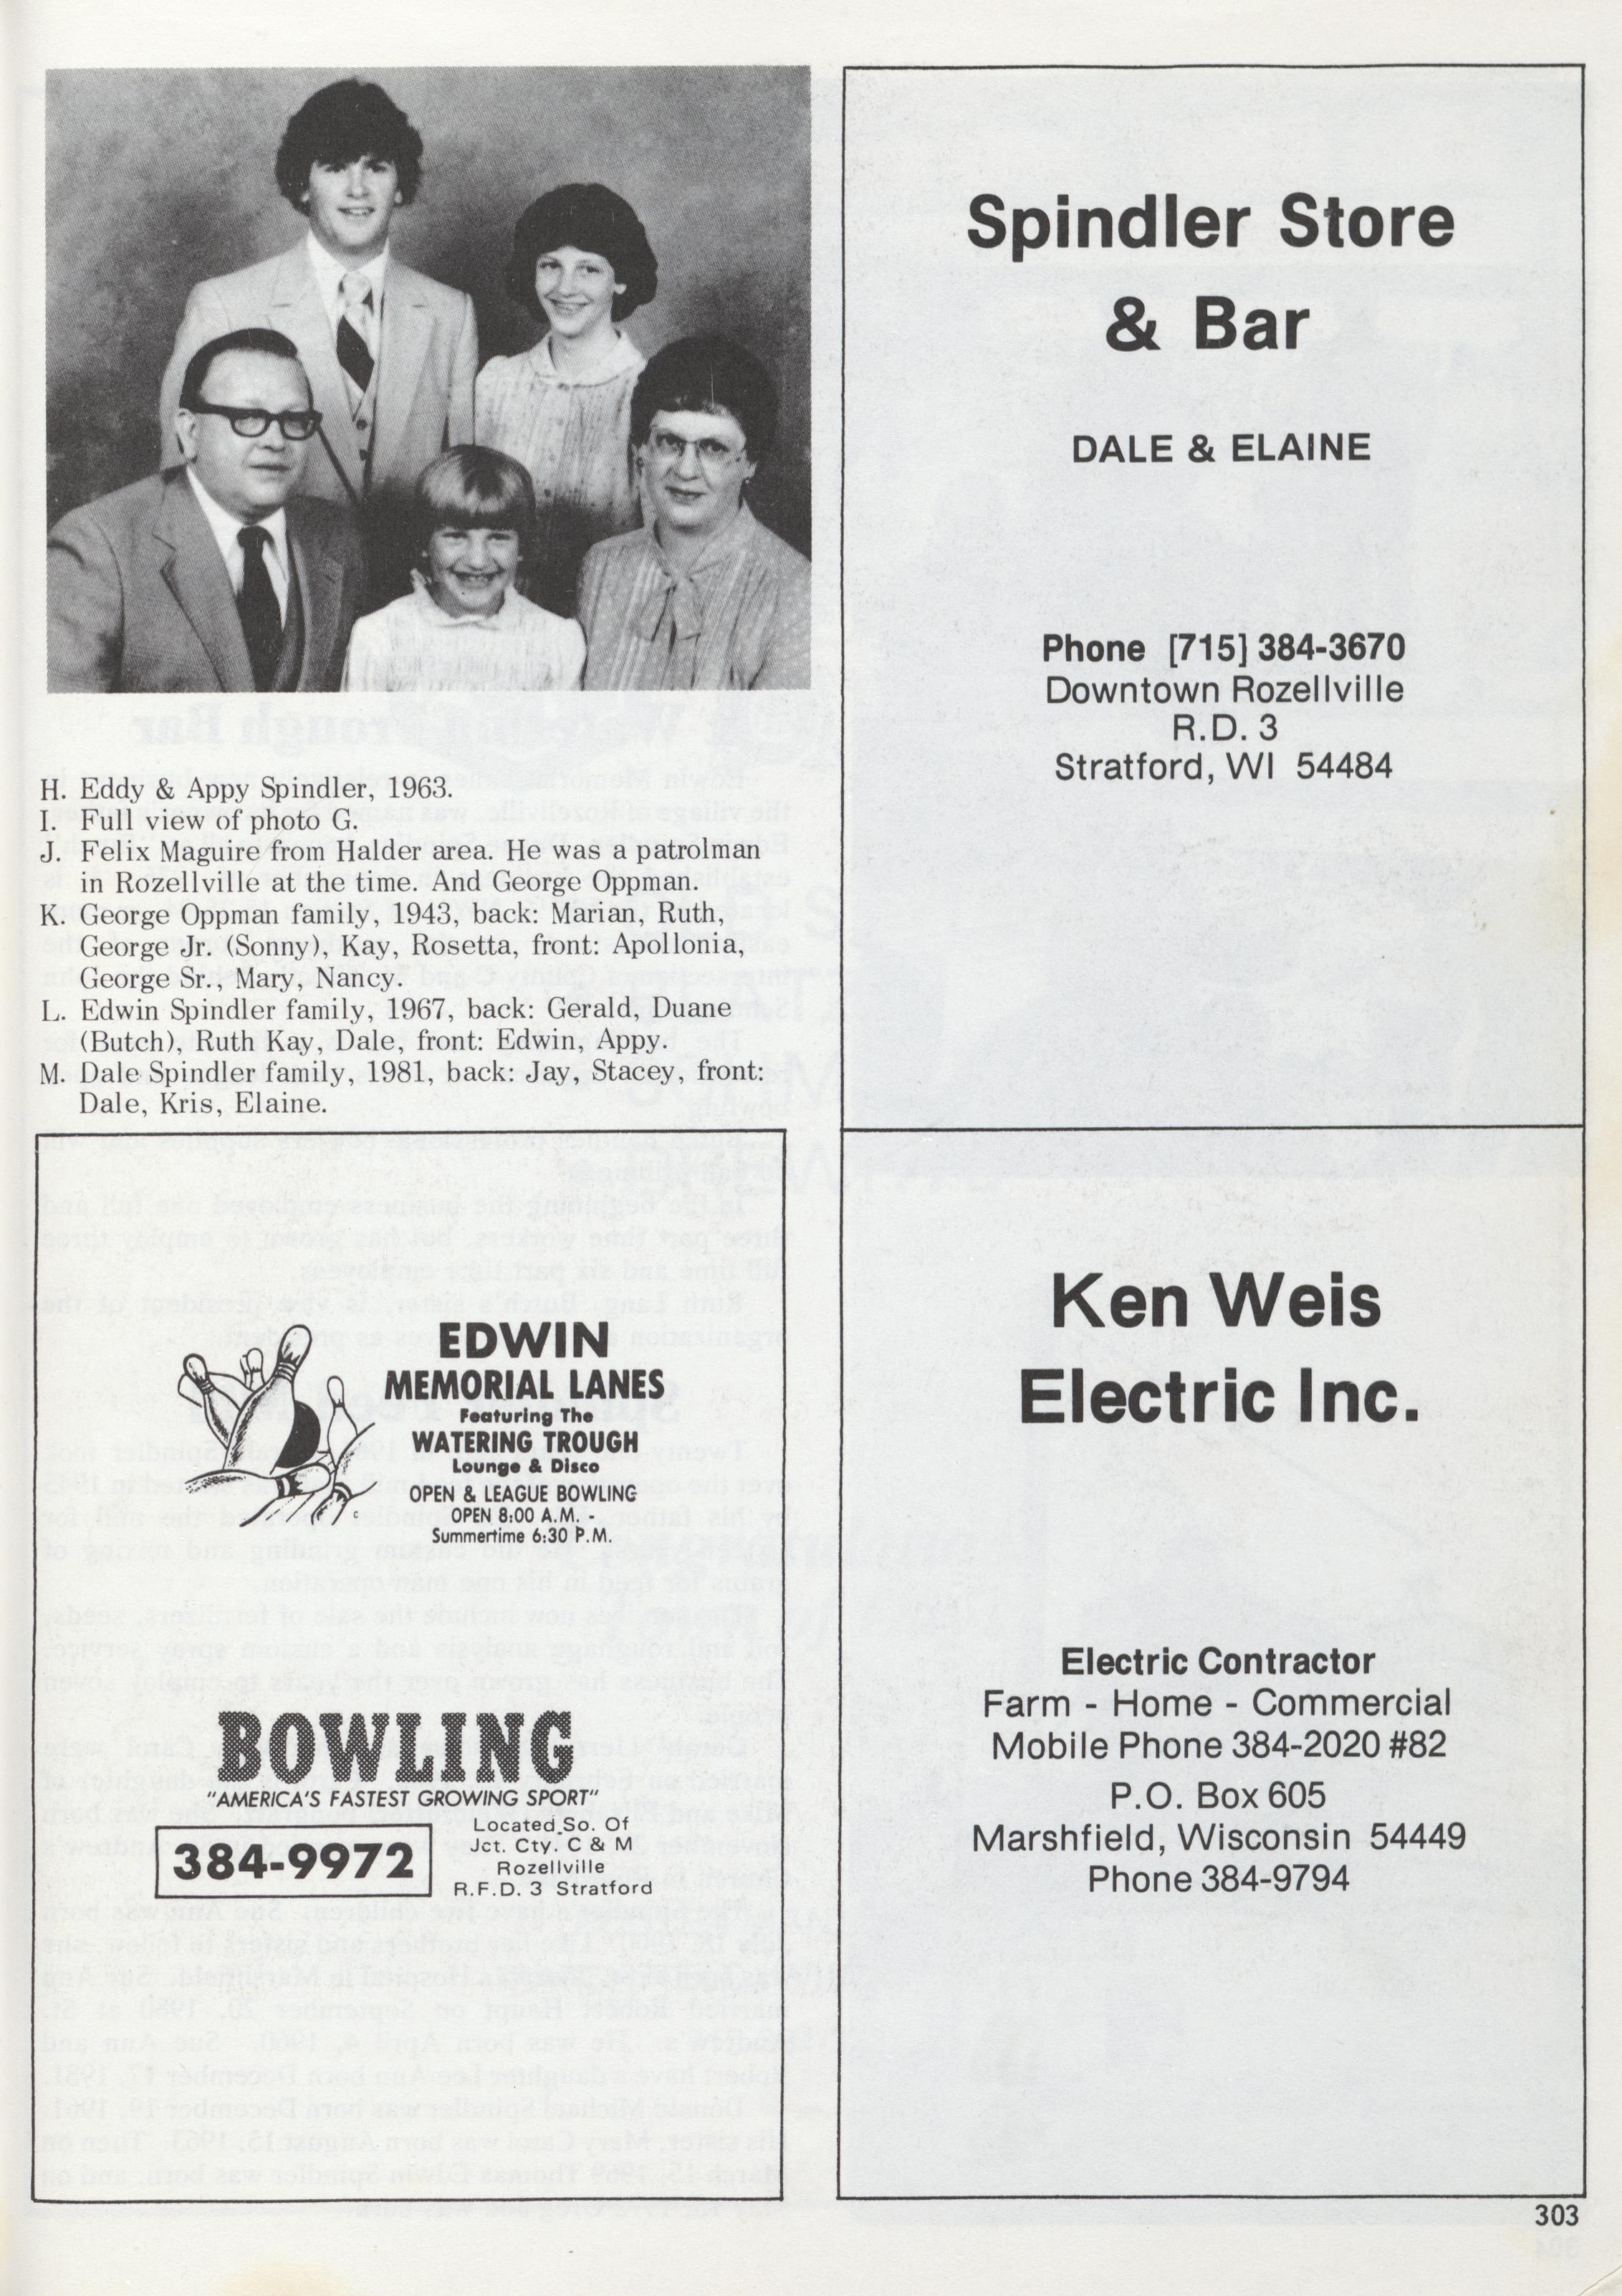 H. Eddy & Appy Spindler, 1963.
I. Full view of photo G.
J. Felix Maguire from Halder area. He was a patrolman
in Rozellville at the time. And George Oppman.
K. George Oppman family, 1943, back: Marian, Ruth,
George Jr. (Sonny), Kay, Rosetta, front: Apollonia,
George Sr., Mary, Nancy.
L. Edwin Spindler family, 1967, back: Gerald, Duane
(Butch), Ruth Kay, Dale, front: Edwin, Appy.
M. Dale Spindler family, 1981, back: Jay, Stacey, front:
Dale, Kris, Elaine.
EDWIN
MEMORIAL LANES
Featuring The
WATERING TROUGH
Lounge & Disco
OPEN & LEAGUE BOWLING
OPEN 8:00 A.M. -
Summertime 6:30 P.M.
BOWLING
"AMERICA'S FASTEST GROWING SPORT"
384-9972
Located So. Of
Jct. Cty. C & M
Rozellville
R.F.D. 3 Stratford
Spindler Store
& Bar
DALE & ELAINE
Phone [715] 384-3670
Downtown Rozellville
R.D. 3
Stratford, WI 54484
Ken Weis
Electric Inc.
Electric Contractor
Farm - Home - Commercial
Mobile Phone 384-2020 #82
P.O. Box 605
Marshfield, Wisconsin 54449
Phone 384-9794
303